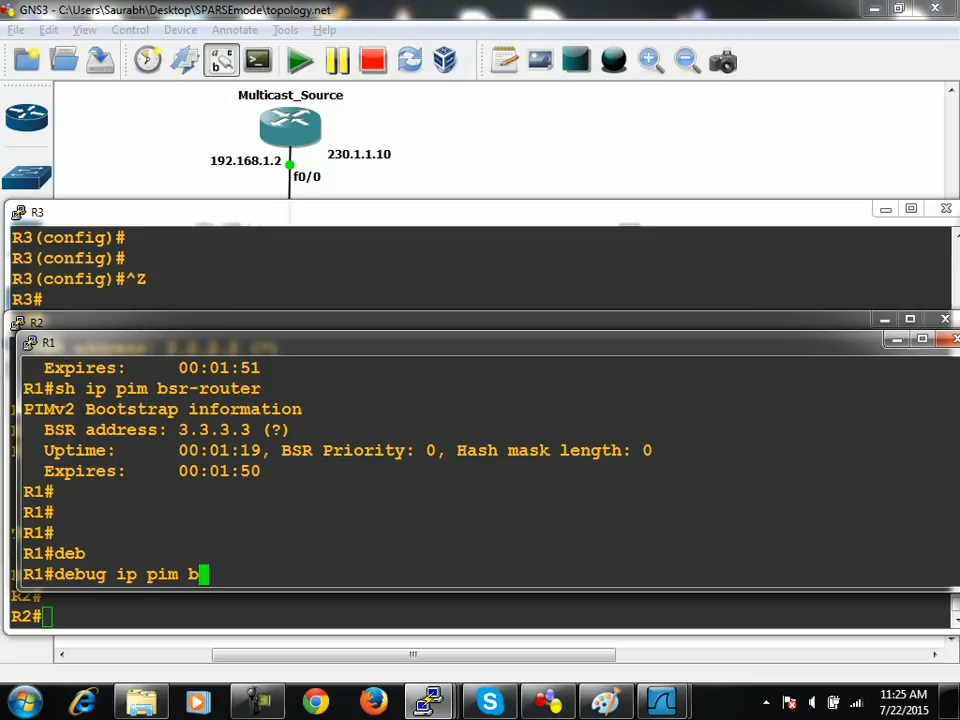 GNS3 — C:\Users\Saurabh\Desktop\SPARSEmode\topology.net
File Edit View Control Device Annotate Tools Help
Multicast_Source
192.168.1.2
230.1.1.10
f0/0
R3
R3(config)#
R3(config)#
R3(config)#^Z
R3#
R2
R1
Expires: 00:01:51
R1#sh ip pim bsr-router
PIMv2 Bootstrap information
BSR address: 3.3.3.3 (?)
Uptime: 00:01:19, BSR Priority: 0, Hash mask length: 0
Expires: 00:01:50
R1#
R1#
R1#
R1#deb
R1#debug ip pim b
R2#
R2#
11:25 AM
7/22/2015